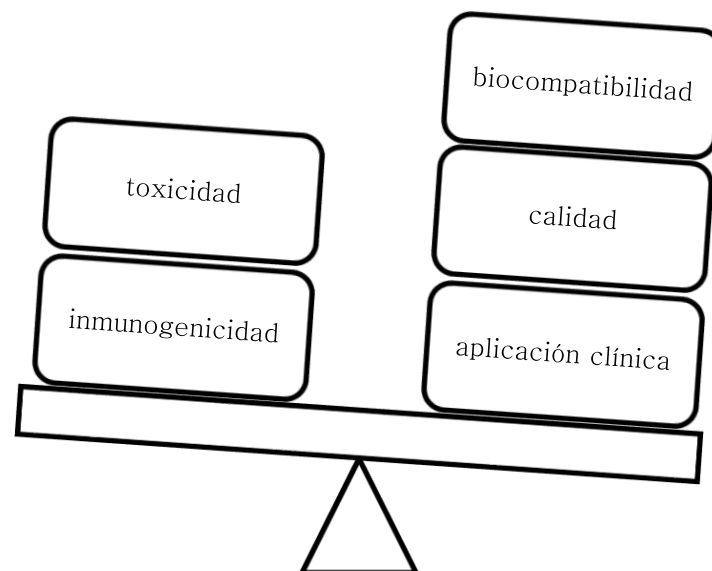 biocompatibilidad
toxicidad
calidad
inmunogenicidad
aplicación clínica